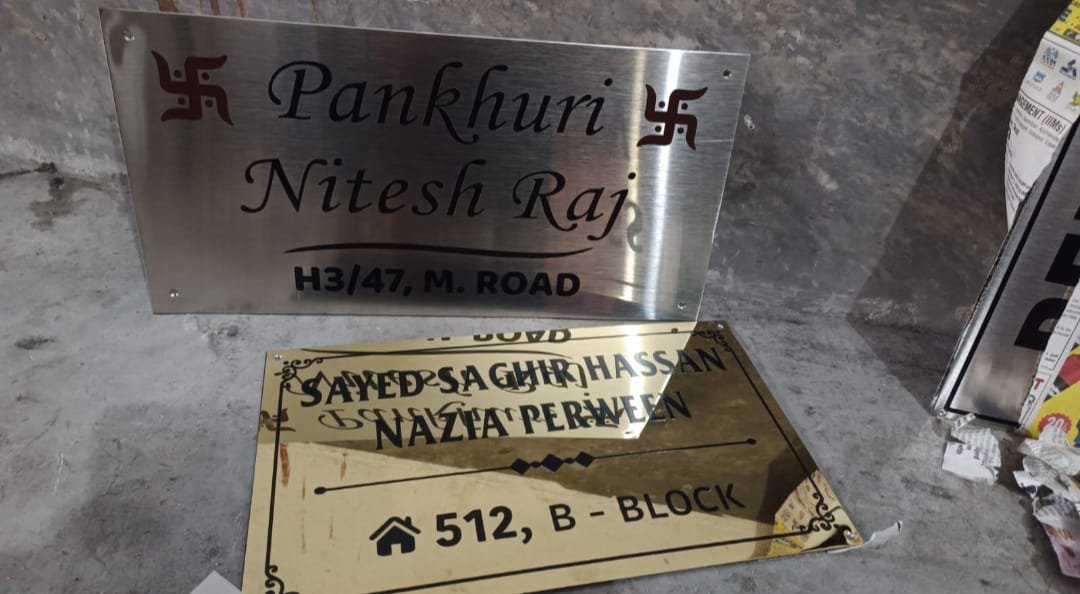 Pankhuri
Nitesh Raj
H3/47, M. ROAD
SAYED SAGHIR HASSAN
NAZIA PERWEEN
512, B - BLOCK